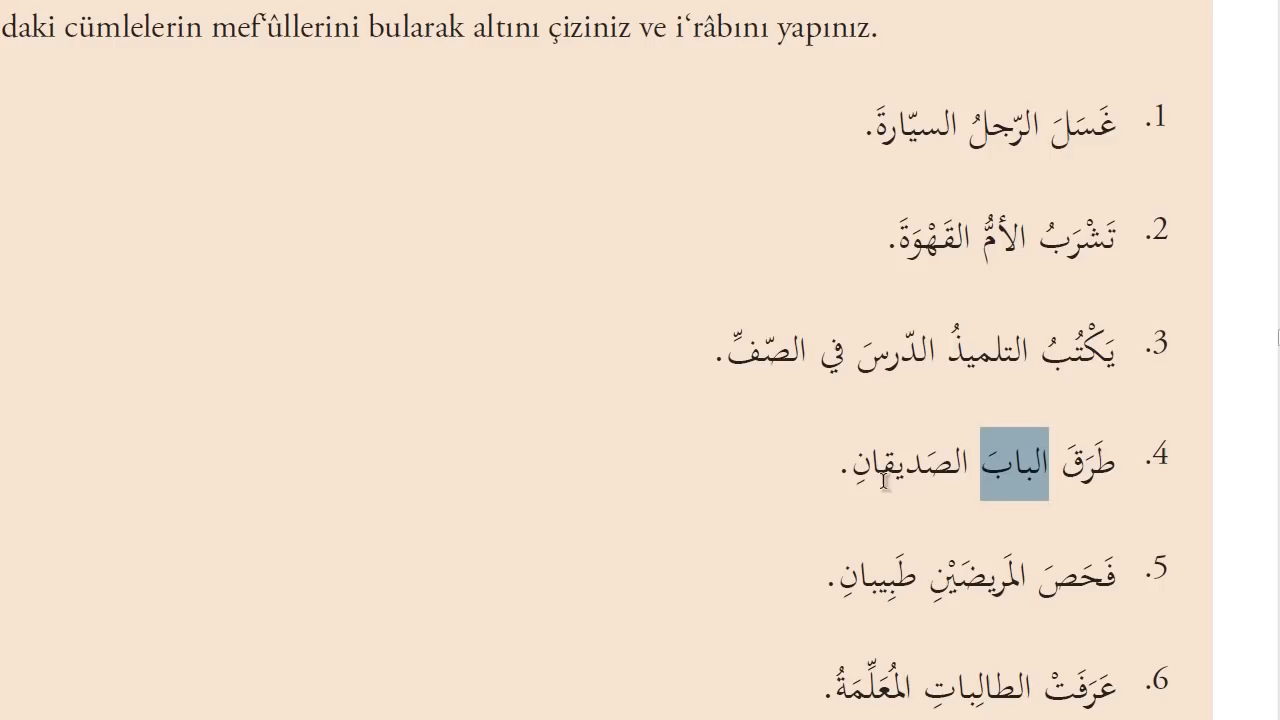 daki cümlelerin mef‘ûllerini bularak altını çiziniz ve i‘râbını yapınız.
1. غَسَلَ الرّجلُ السيّارةَ.
2. تَشْرَبُ الأمُّ القَهْوَةَ.
3. يَكْتُبُ التلميذُ الدّرسَ في الصّفِّ.
4. طَرَقَ البابَ الصَديقانِ.
5. فَحَصَ المَريضَيْنِ طَبِيبانِ.
6. عَرَفَتْ الطالِباتِ المُعَلِّمَةُ.